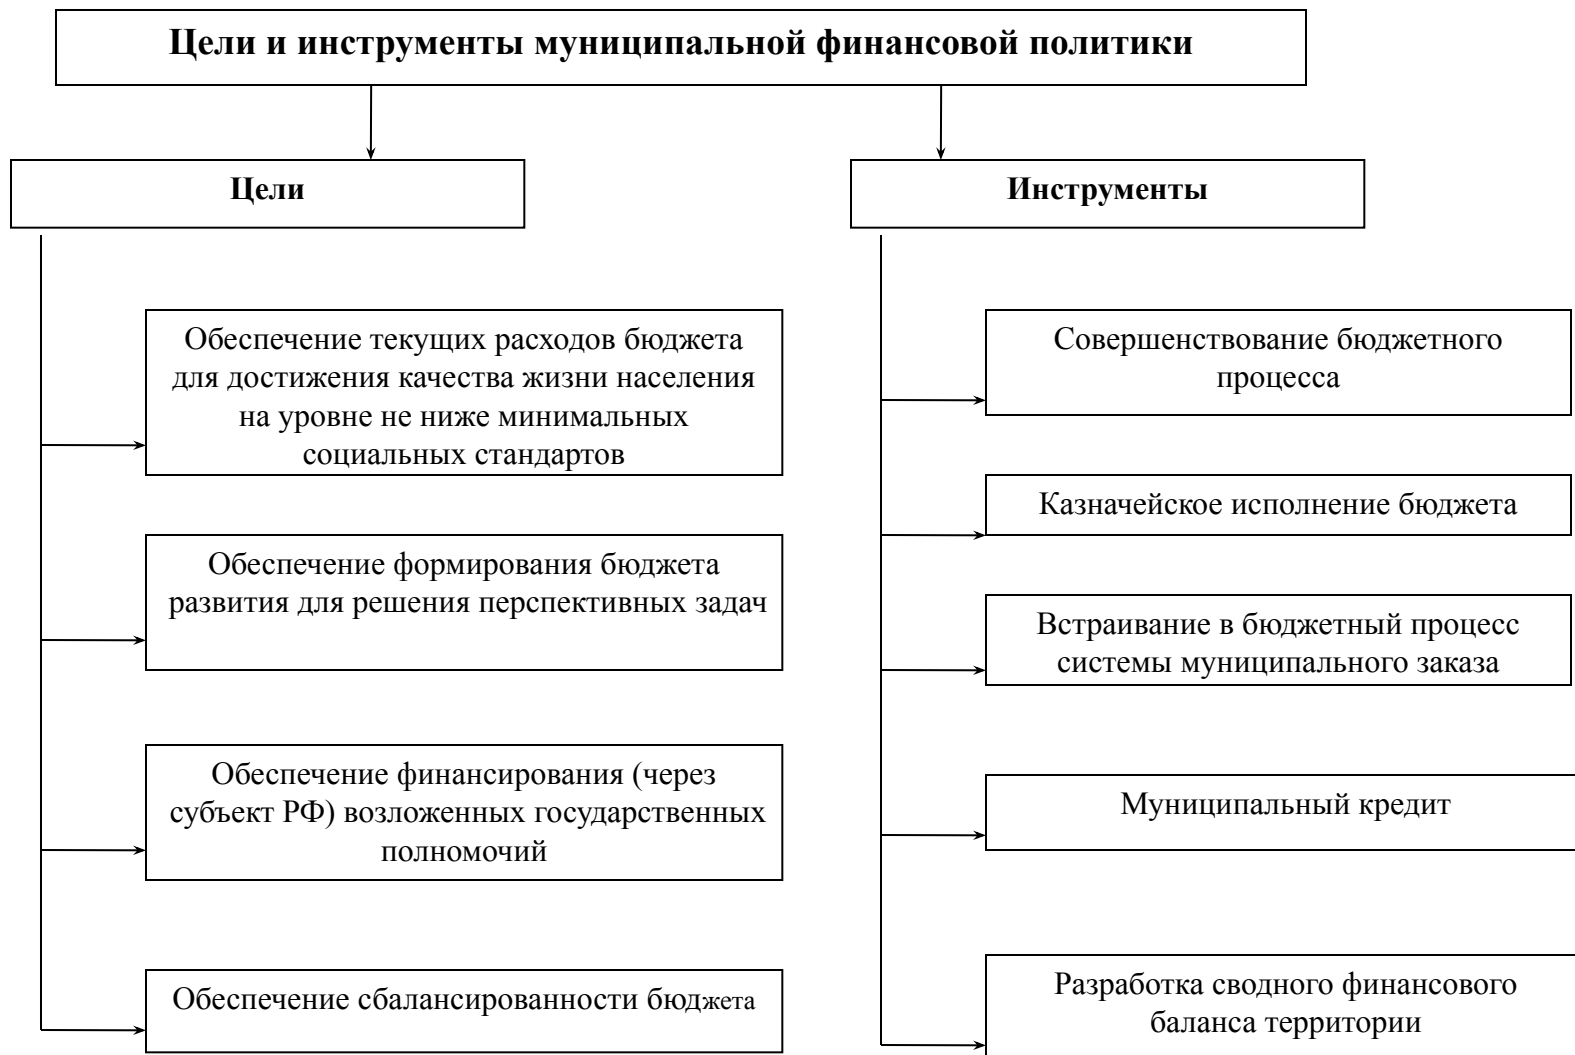 Цели и инструменты муниципальной финансовой политики
Цели
Обеспечение текущих расходов бюджета
для достижения качества жизни населения
на уровне не ниже минимальных
социальных стандартов
Обеспечение формирования бюджета
развития для решения перспективных задач
Обеспечение финансирования (через
субъект РФ) возложенных государственных
полномочий
Обеспечение сбалансированности бюджета
Инструменты
Совершенствование бюджетного
процесса
Казначейское исполнение бюджета
Встраивание в бюджетный процесс
системы муниципального заказа
Муниципальный кредит
Разработка сводного финансового
баланса территории